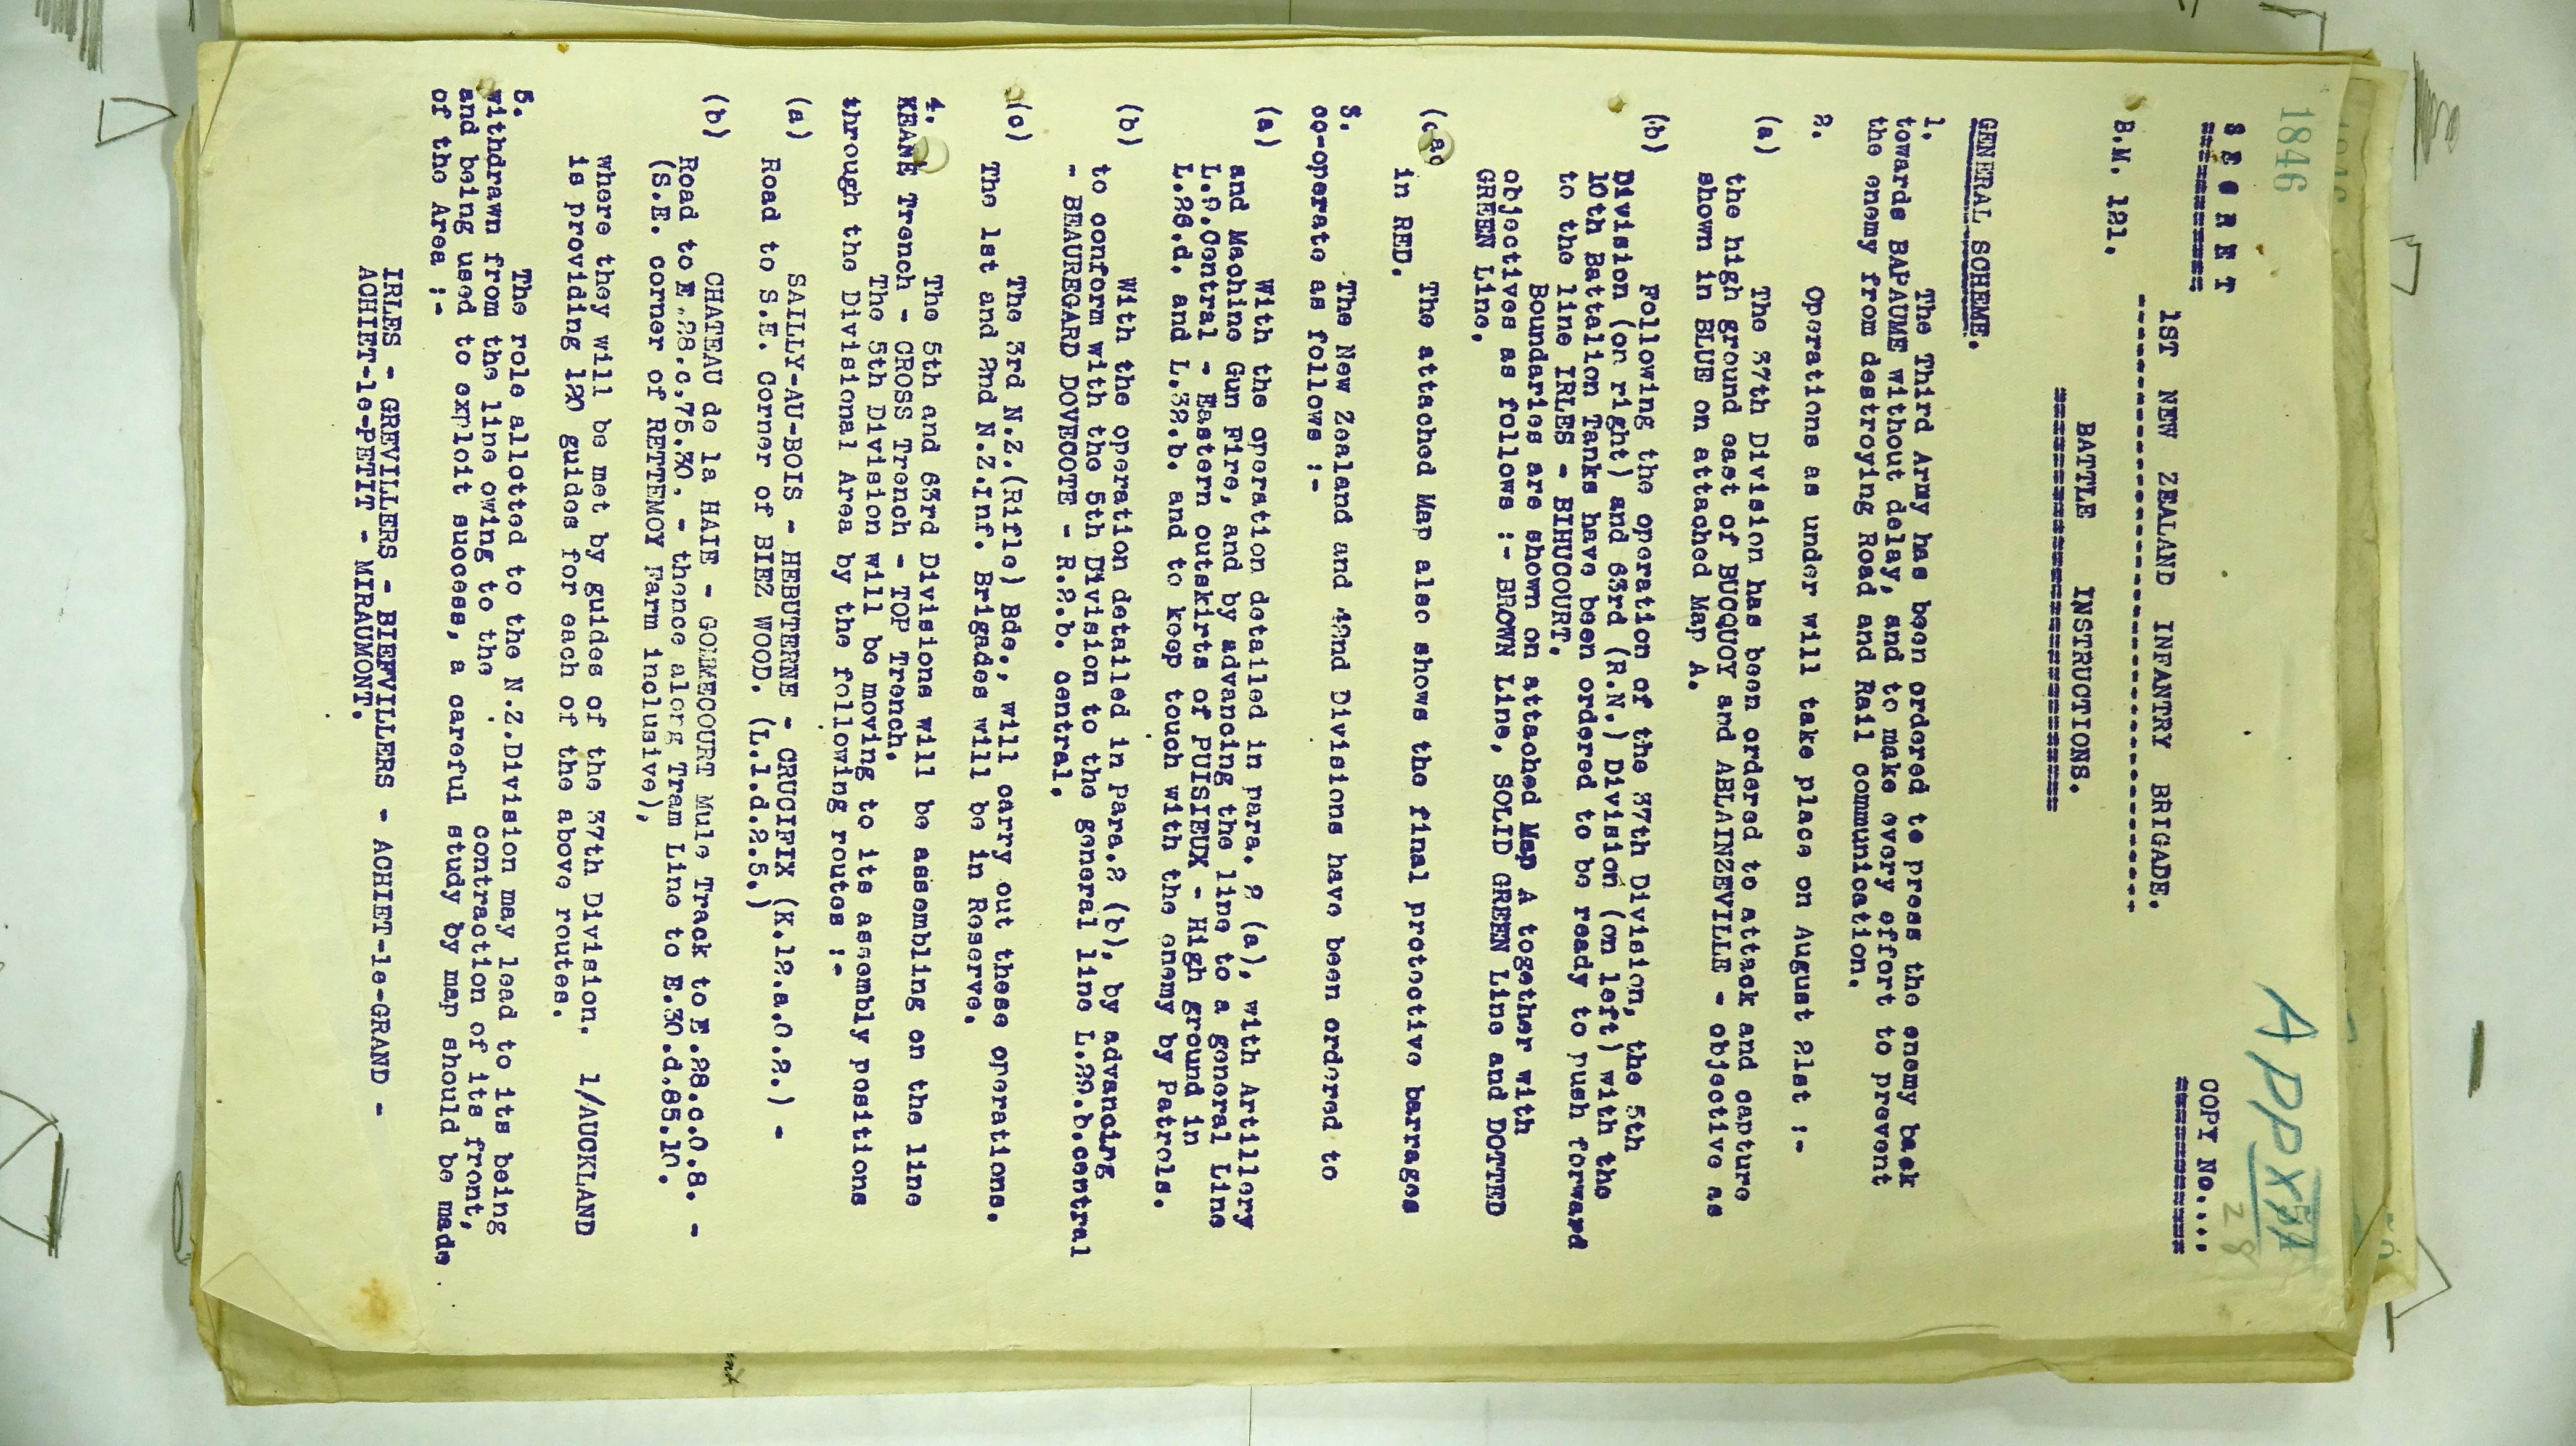 1846
APPXXA
28
S E C R E T
=========
COPY No....
==========
1ST NEW ZEALAND INFANTRY BRIGADE.
B.M. 121.
BATTLE INSTRUCTIONS.
GENERAL SCHEME.
1. The Third Army has been ordered to press the enemy back
towards BAPAUME without delay, and to make every effort to prevent
the enemy from destroying Road and Rail communication.
2. Operations as under will take place on August 21st :-
(a) The 37th Division has been ordered to attack and capture
the high ground east of BUCQUOY and ABLAINZEVILLE - objective as
shown in BLUE on attached Map A.
(b) Following the operation of the 37th Division, the 5th
Division (on right) and 63rd (R.N.) Division (on left) with the
10th Battalion Tanks have been ordered to be ready to push forward
to the line IRLES - BIHUCOURT.
Boundaries are shown on attached Map A together with
objectives as follows :- BROWN Line, SOLID GREEN Line and DOTTED
GREEN Line.
(c) The attached Map also shows the final protective barrages
in RED.
3. The New Zealand and 42nd Divisions have been ordered to
co-operate as follows :-
(a) With the operation detailed in para. 2 (a), with Artillery
and Machine Gun Fire, and by advancing the line to a general Line
L.9.Central - Eastern outskirts of PUISIEUX - High ground in
L.26.d. and L.32.b. and to keep touch with the enemy by Patrols.
(b) With the operation detailed in Para.2 (b), by advancing
to conform with the 5th Division to the general line L.29.b.central
- BEAUREGARD DOVECOTE - R.2.b. central.
(c) The 3rd N.Z.(Rifle) Bde., will carry out these operations.
The 1st and 2nd N.Z.Inf. Brigades will be in Reserve.
4. The 5th and 63rd Divisions will be assembling on the line
KEANE Trench - CROSS Trench - TOP Trench.
The 5th Division will be moving to its assembly positions
through the Divisional Area by the following routes :-
(a) SAILLY-AU-BOIS - HEBUTERNE - CRUCIFIX (K.12.a.0.2.) -
Road to S.E. Corner of BIEZ WOOD. (L.1.d.2.5.)
(b) CHATEAU de la HAIE - GOMMECOURT Mule Track to E.28.c.0.8. -
Road to E.28.c.75.30. - thence along Tram Line to E.30.d.85.10.
(S.E. corner of RETTEMOY Farm inclusive),
where they will be met by guides of the 37th Division. 1/AUCKLAND
is providing 120 guides for each of the above routes.
5. The role allotted to the N.Z.Division may lead to its being
withdrawn from the line owing to the contraction of its front,
and being used to exploit success, a careful study by map should be made
of the Area :-
IRLES - GREVILLERS - BIEFVILLERS - ACHIET-le-GRAND -
ACHIET-le-PETIT - MIRAUMONT.